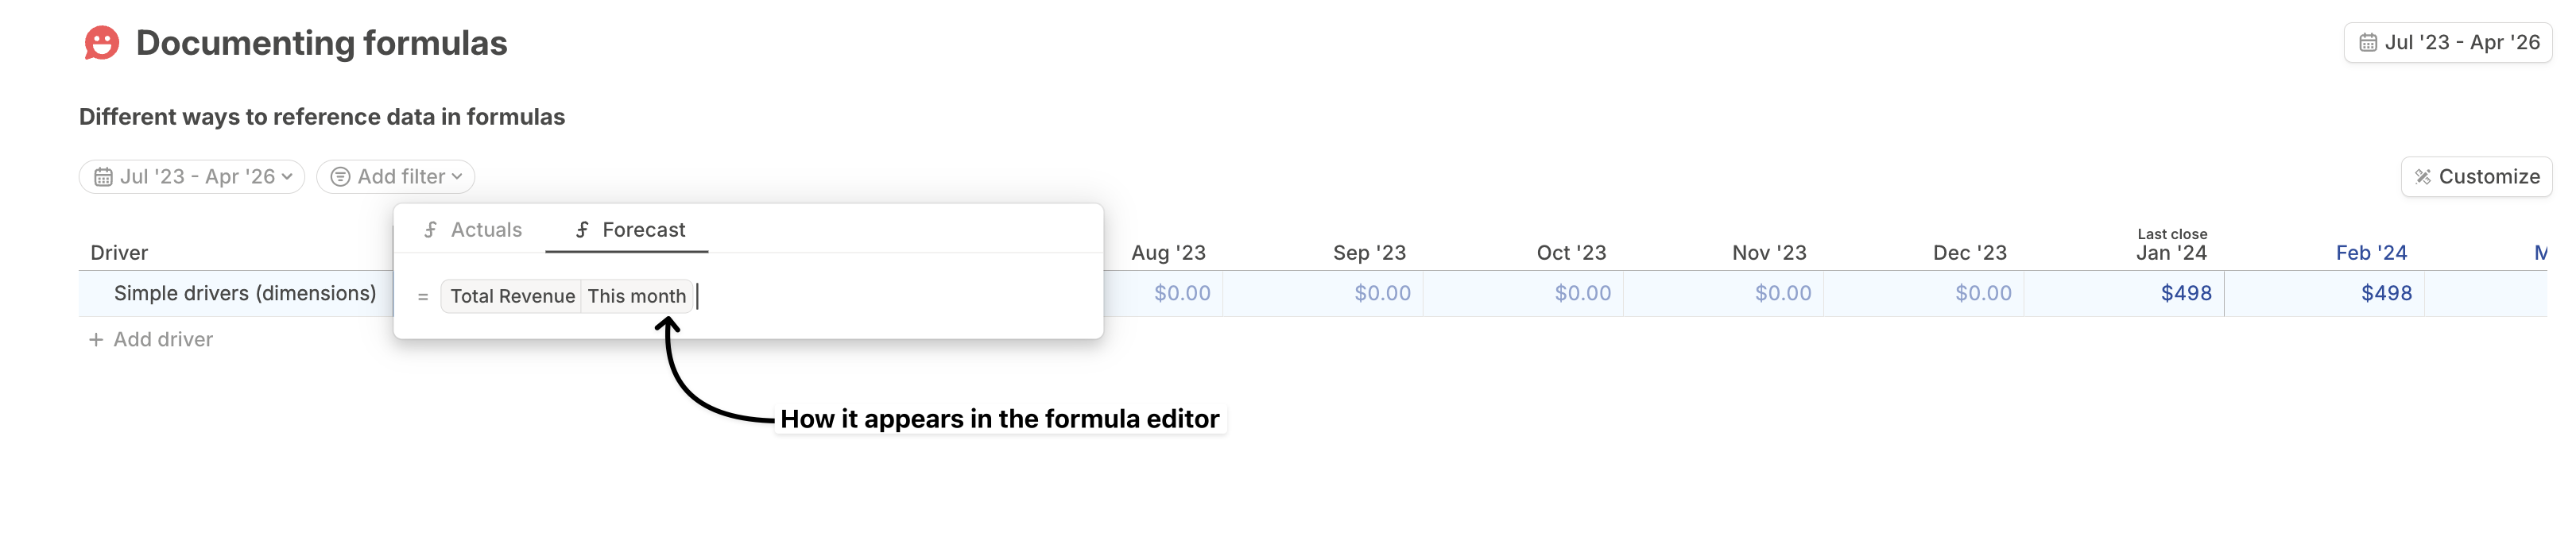 Documenting formulas
Jul '23 - Apr '26
Different ways to reference data in formulas
Jul '23 - Apr '26 Add filter
Customize
Actuals Forecast
Last close
Driver Aug '23 Sep '23 Oct '23 Nov '23 Dec '23 Jan '24 Feb '24 M
Simple drivers (dimensions) = Total Revenue This month $0.00 $0.00 $0.00 $0.00 $0.00 $498 $498
+ Add driver
How it appears in the formula editor